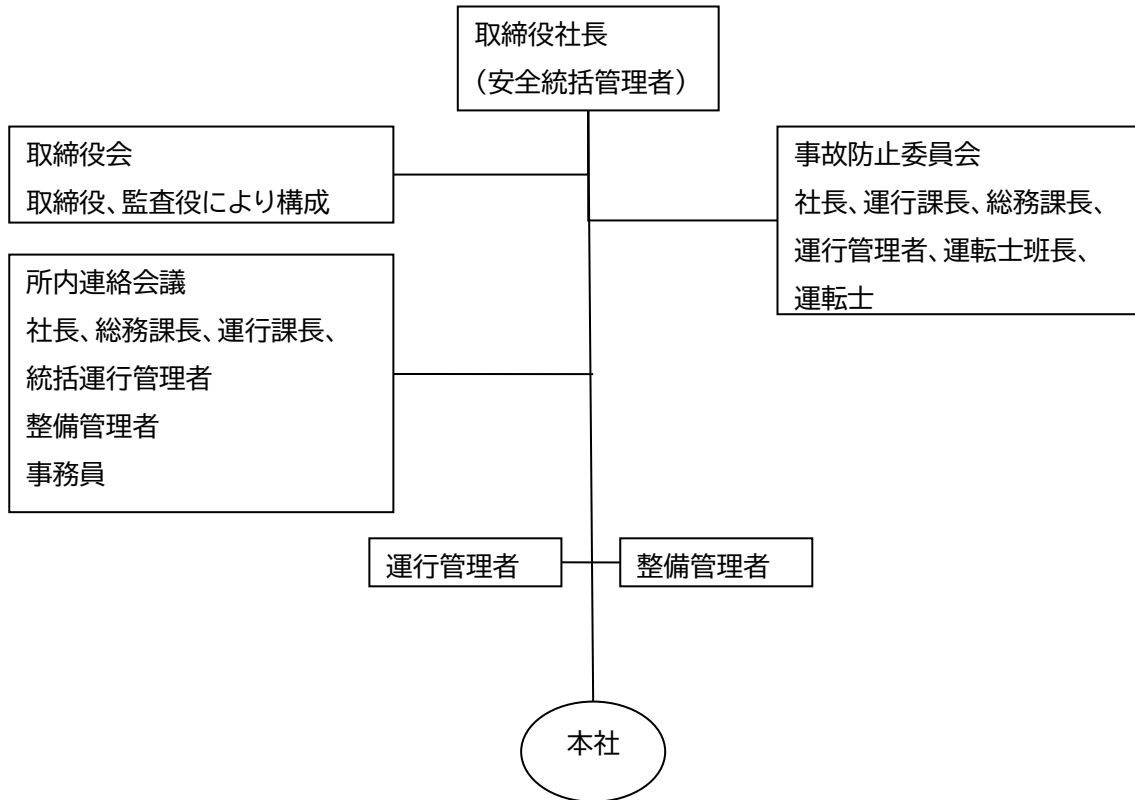 取締役社長
（安全統括管理者）
取締役会
取締役、監査役により構成
事故防止委員会
社長、運行課長、総務課長、
運行管理者、運転士班長、
運転士
所内連絡会議
社長、総務課長、運行課長、
統括運行管理者
整備管理者
事務員
運行管理者
整備管理者
本社